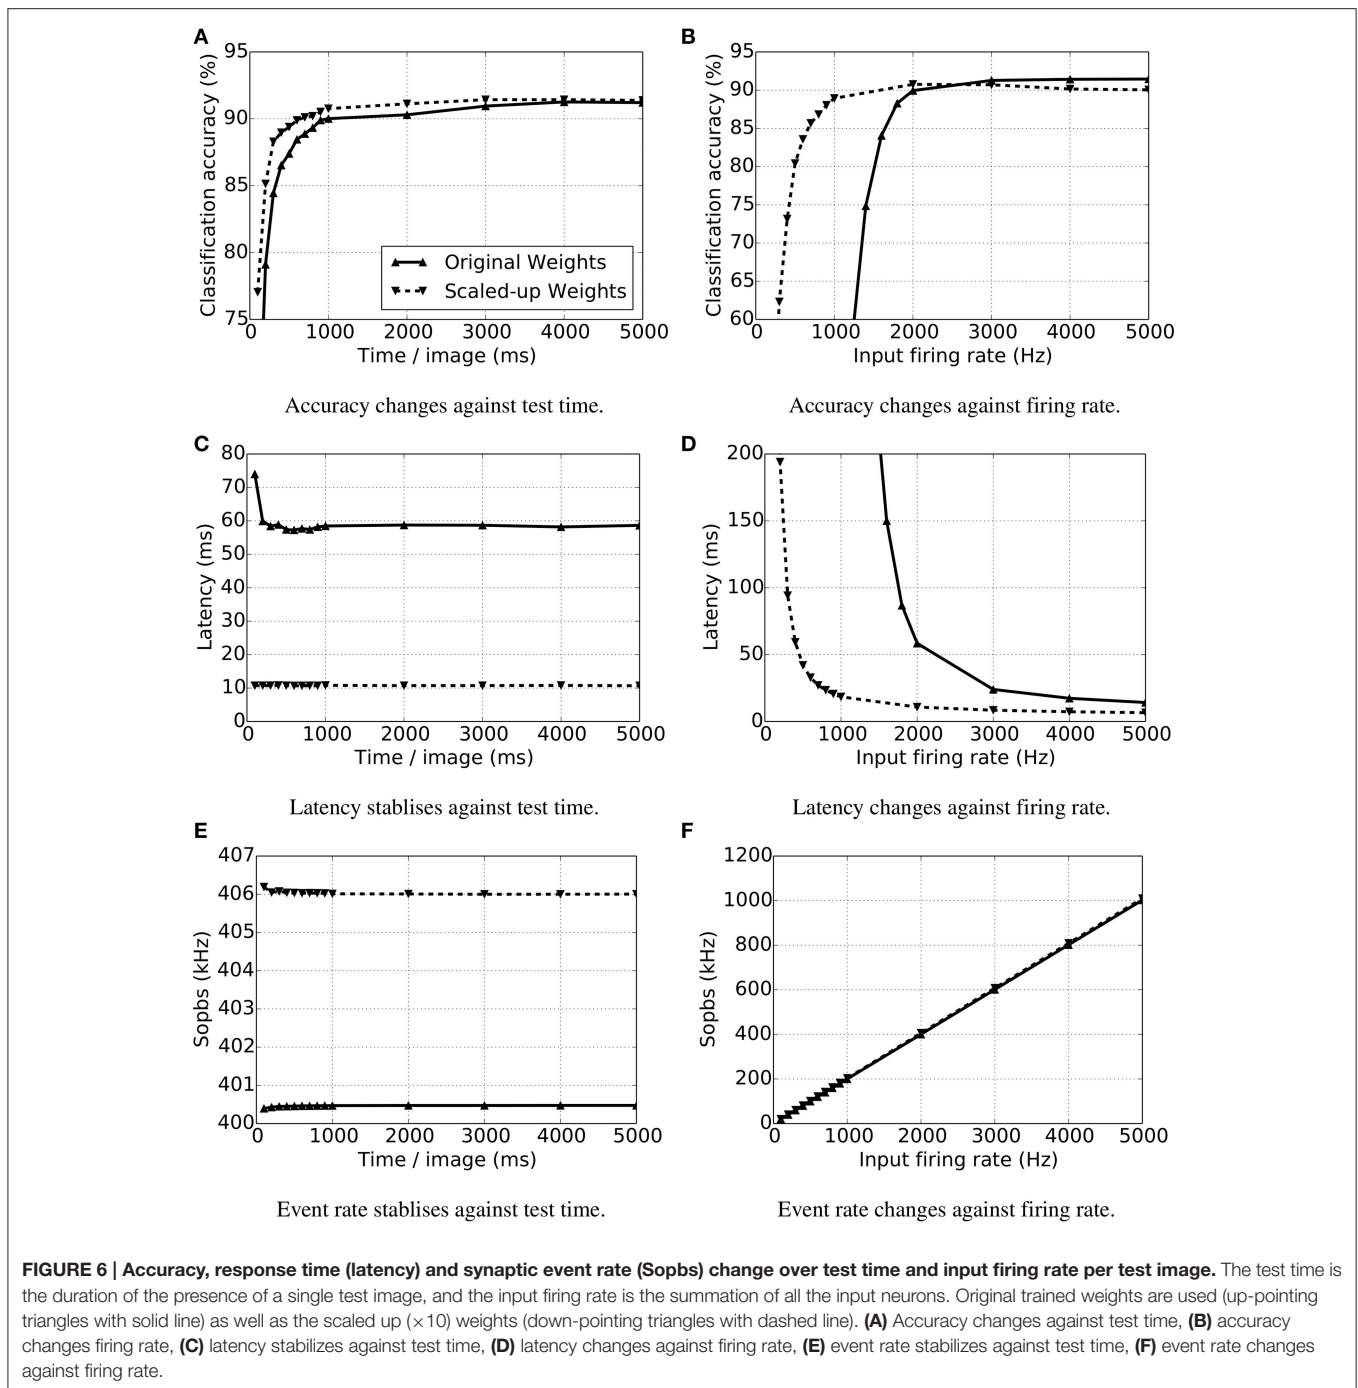 A
B
95
90
85
80
75
Classification accuracy (%)
Original Weights
Scaled-up Weights
0 1000 2000 3000 4000 5000
Time / image (ms)
95
90
85
80
75
70
65
60
Classification accuracy (%)
0 1000 2000 3000 4000 5000
Input firing rate (Hz)
Accuracy changes against test time.
Accuracy changes against firing rate.
C
D
80
70
60
50
40
30
20
10
0
Latency (ms)
0 1000 2000 3000 4000 5000
Time / image (ms)
200
150
100
50
0
Latency (ms)
0 1000 2000 3000 4000 5000
Input firing rate (Hz)
Latency stablises against test time.
Latency changes against firing rate.
E
F
407
406
405
404
403
402
401
400
Sopbs (kHz)
0 1000 2000 3000 4000 5000
Time / image (ms)
1200
1000
800
600
400
200
0
Sopbs (kHz)
0 1000 2000 3000 4000 5000
Input firing rate (Hz)
Event rate stablises against test time.
Event rate changes against firing rate.
FIGURE 6 | Accuracy, response time (latency) and synaptic event rate (Sopbs) change over test time and input firing rate per test image. The test time is
the duration of the presence of a single test image, and the input firing rate is the summation of all the input neurons. Original trained weights are used (up-pointing
triangles with solid line) as well as the scaled up (×10) weights (down-pointing triangles with dashed line). (A) Accuracy changes against test time, (B) accuracy
changes firing rate, (C) latency stabilizes against test time, (D) latency changes against firing rate, (E) event rate stabilizes against test time, (F) event rate changes
against firing rate.